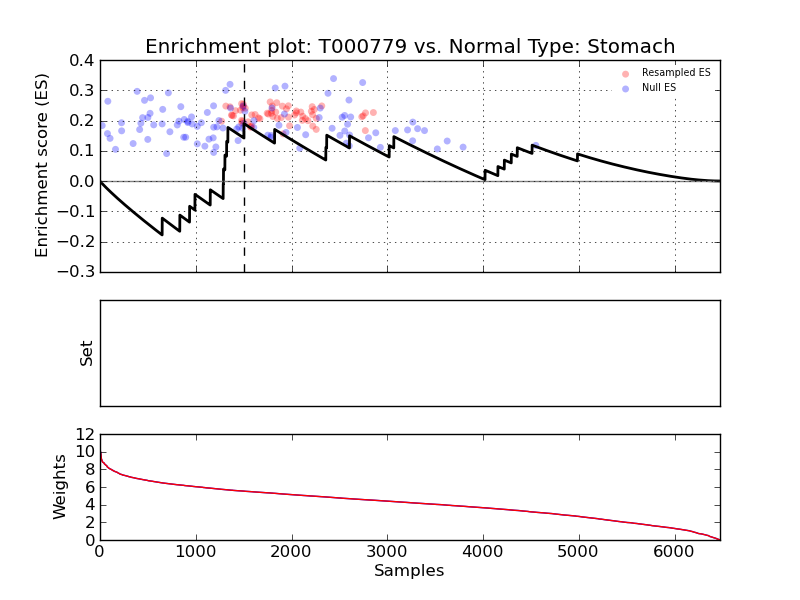 Enrichment plot: T000779 vs. Normal Type: Stomach
Enrichment score (ES)
0.4
0.3
0.2
0.1
0.0
−0.1
−0.2
−0.3
Resampled ES
Null ES
Set
Weights
12
10
8
6
4
2
0
0 1000 2000 3000 4000 5000 6000
Samples